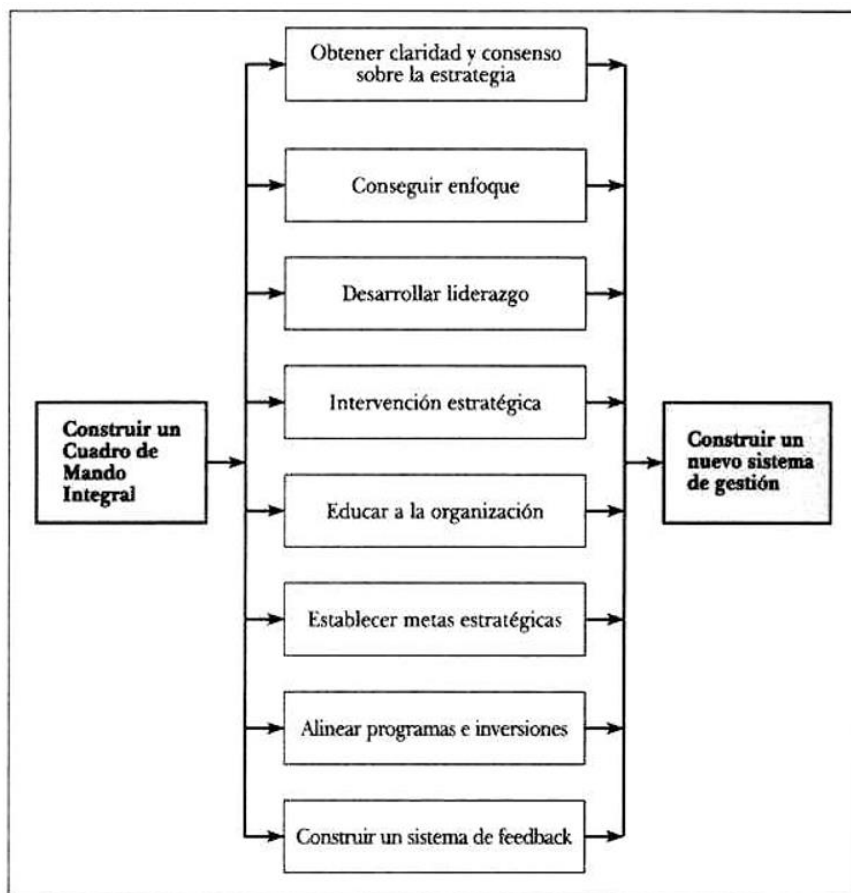 Obtener claridad y consenso
sobre la estrategia
Conseguir enfoque
Desarrollar liderazgo
Intervención estratégica
Construir un
Cuadro de
Mando
Integral
Construir un
nuevo sistema
de gestión
Educar a la organización
Establecer metas estratégicas
Alinear programas e inversiones
Construir un sistema de feedback